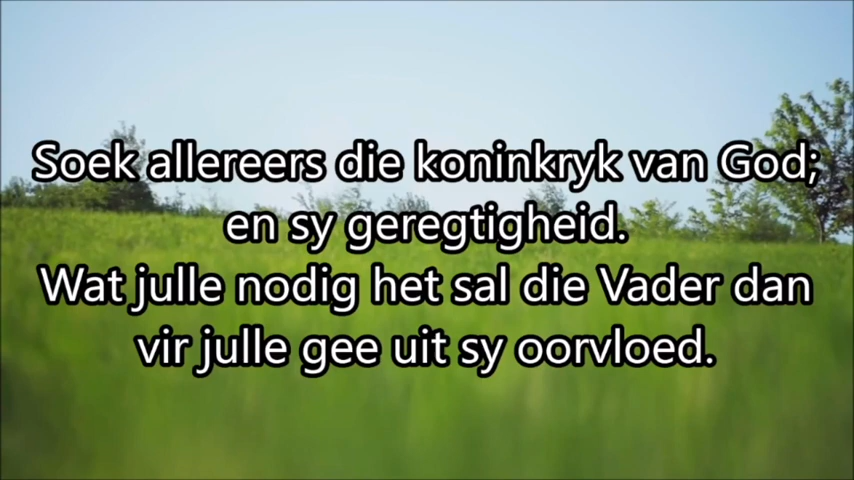 Soek allereers die koninkryk van God;
en sy geregtigheid.
Wat julle nodig het sal die Vader dan
vir julle gee uit sy oorvloed.